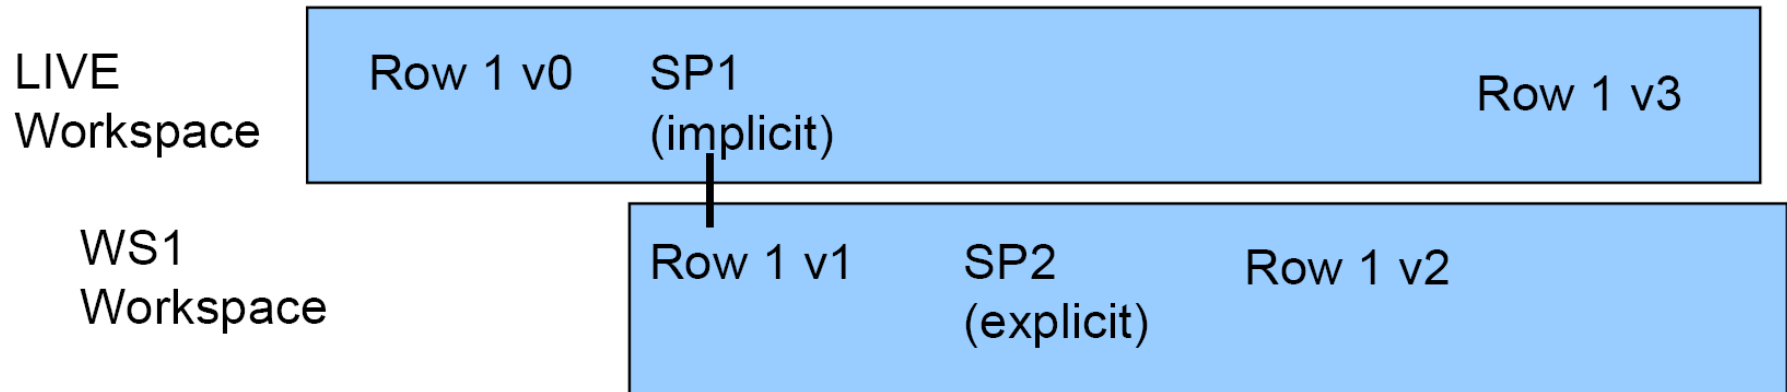 LIVE
Workspace
Row 1 v0
SP1
(implicit)
Row 1 v3
WS1
Workspace
Row 1 v1
SP2
(explicit)
Row 1 v2